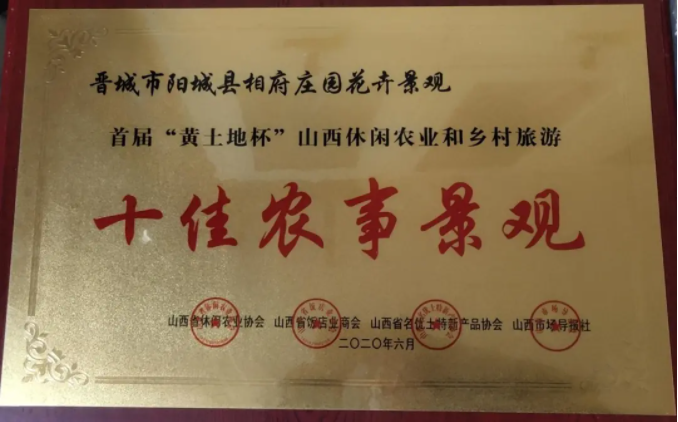 晋城市阳城县相府庄园花卉景观
首届“黄土地杯”山西休闲农业和乡村旅游
十佳农事景观
山西省休闲农业协会 山西省饭店业商会 山西省名优土特新产品协会 山西市场导报社
二〇二〇年六月